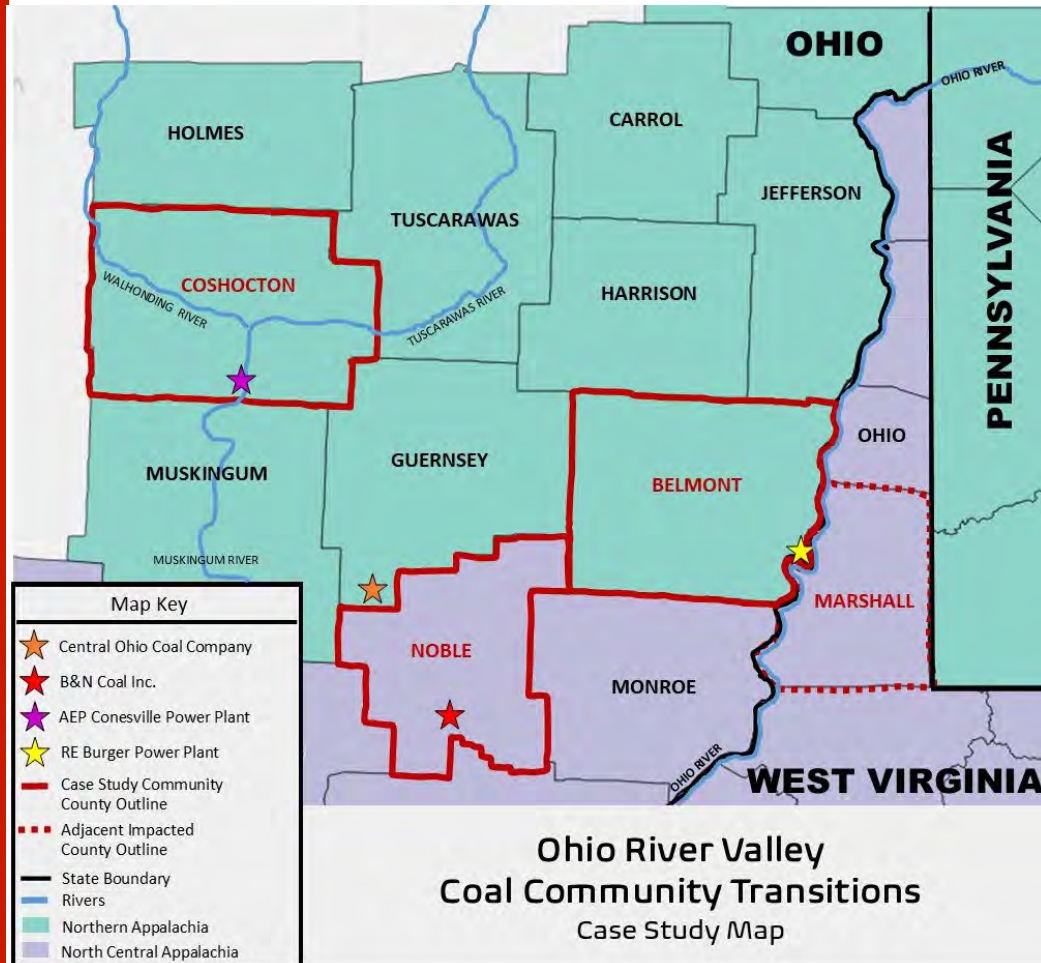 OHIO
OHIO RIVER
HOLMES
CARROL
PENNSYLVANIA
JEFFERSON
TUSCARAWAS
COSHOCTON
WALHONDING RIVER
HARRISON
TUSCARAWAS RIVER
OHIO
GUERNSEY
MUSKINGUM
BELMONT
MUSKINGUM RIVER
MARSHALL
NOBLE
MONROE
OHIO RIVER
WEST VIRGINIA
Map Key
Central Ohio Coal Company
B&N Coal Inc.
AEP Conesville Power Plant
RE Burger Power Plant
Case Study Community
County Outline
Adjacent Impacted
County Outline
State Boundary
Rivers
Northern Appalachia
North Central Appalachia
Ohio River Valley
Coal Community Transitions
Case Study Map